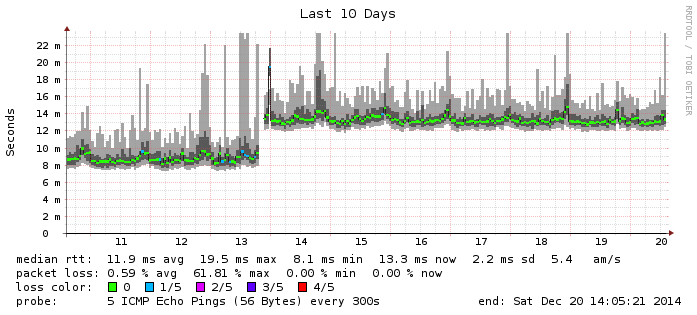 Last 10 Days
RRDTOOL / TOBI OETIKER
Seconds
22 m
20 m
18 m
16 m
14 m
12 m
10 m
8 m
6 m
4 m
2 m
0
11 12 13 14 15 16 17 18 19 20
median rtt: 11.9 ms avg 19.5 ms max 8.1 ms min 13.3 ms now 2.2 ms sd 5.4 am/s
packet loss: 0.59 % avg 61.81 % max 0.00 % min 0.00 % now
loss color: 0 1/5 2/5 3/5 4/5
probe: 5 ICMP Echo Pings (56 Bytes) every 300s end: Sat Dec 20 14:05:21 2014